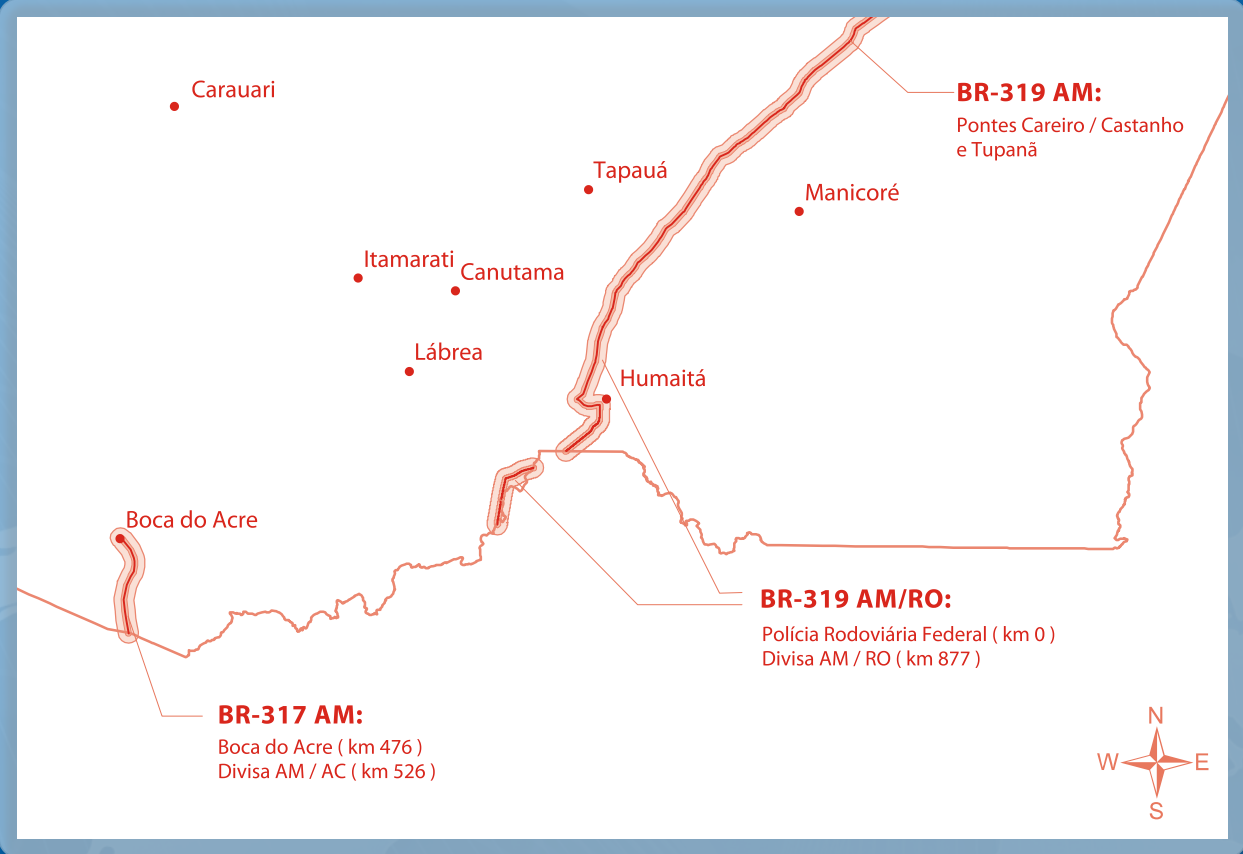 Carauari
BR-319 AM:
Pontes Careiro / Castanho
e Tupanã
Tapauá
Manicoré
Itamarati
Canutama
Lábrea
Humaitá
Boca do Acre
BR-319 AM/RO:
Polícia Rodoviária Federal ( km 0 )
Divisa AM / RO ( km 877 )
BR-317 AM:
Boca do Acre ( km 476 )
Divisa AM / AC ( km 526 )
N
W E
S